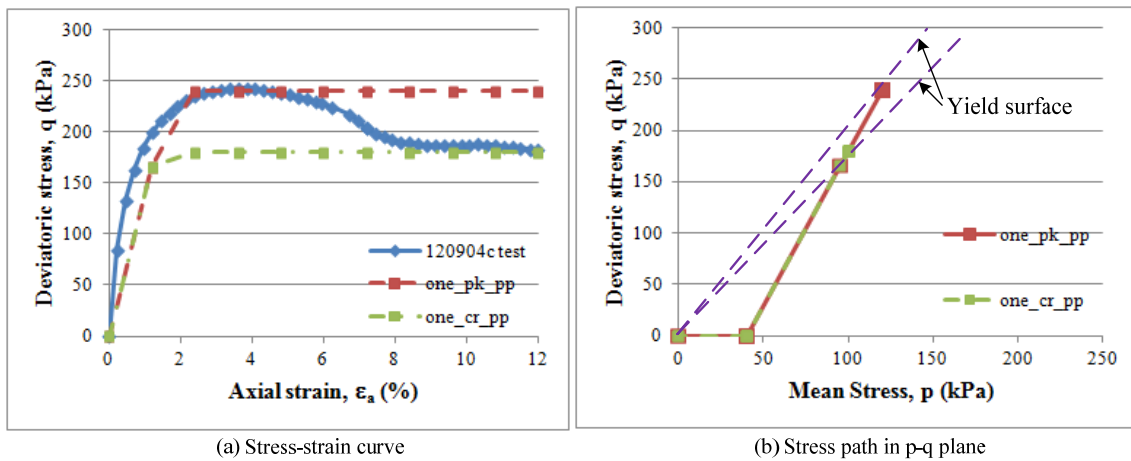 300
250
200
150
100
50
0
Deviatoric stress, q (kPa)
120904c test
one_pk_pp
one_cr_pp
0 2 4 6 8 10 12
Axial strain, εa (%)
(a) Stress-strain curve
300
250
200
150
100
50
0
Deviatoric stress, q (kPa)
Yield surface
one_pk_pp
one_cr_pp
0 50 100 150 200 250
Mean Stress, p (kPa)
(b) Stress path in p-q plane